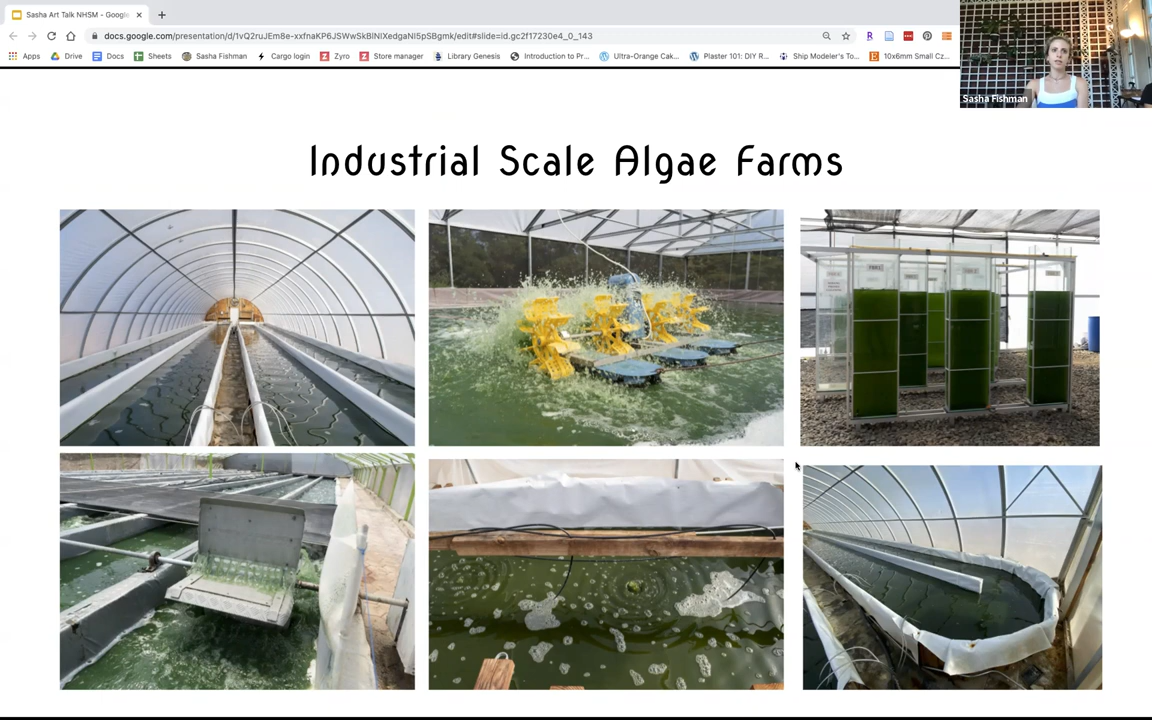 Sasha Art Talk NHSM - Google
docs.google.com/presentation/d/1vQ2ruJEm8e-xxfnaKP6JSWwSkBlNlXedgaNl5pSBgmk/edit#slide=id.gc2f17230e4_0_143
Apps Drive Docs Sheets Sasha Fishman Cargo login Zyro Store manager Library Genesis Introduction to Pr... Ultra-Orange Cak... Plaster 101: DIY R... Ship Modeler's To... 10x6mm Small Cz...
Sasha Fishman
Industrial Scale Algae Farms